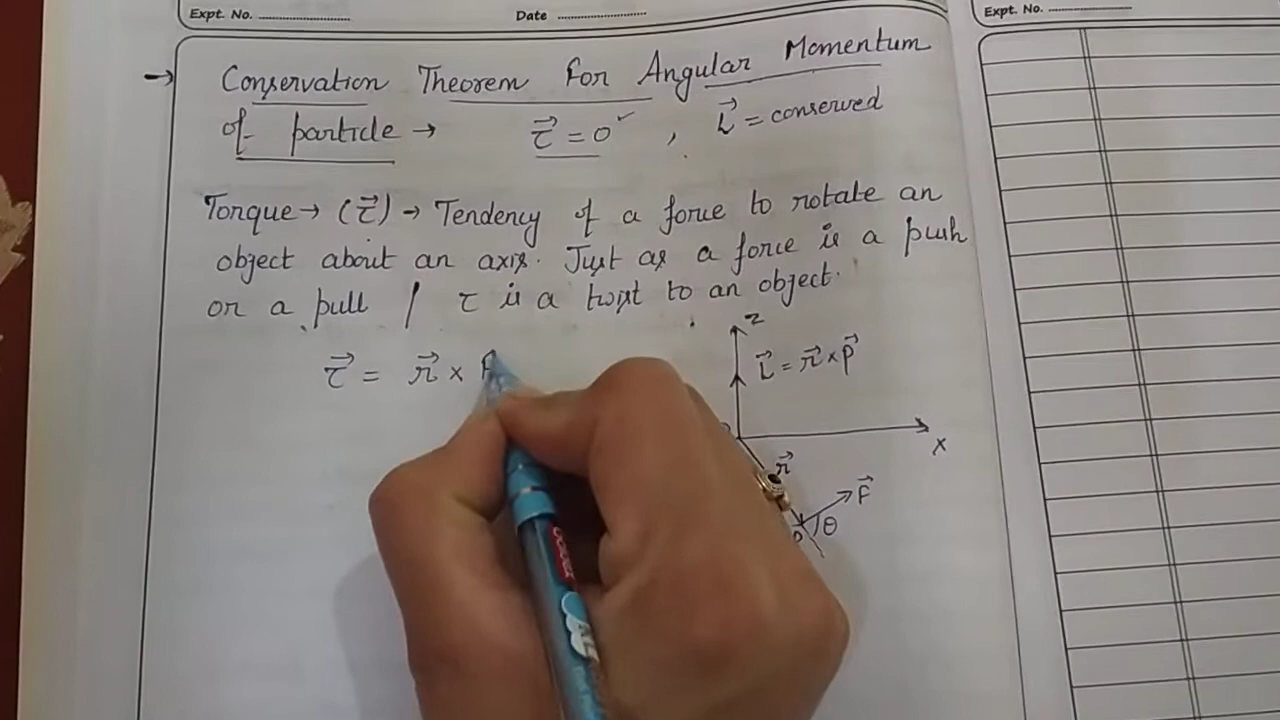 Expt. No. Date
Expt. No.
→ Conservation Theorem For Angular Momentum
of particle → τ⃗ = 0 ✓, L⃗ = conserved
Torque → (τ⃗) → Tendency of a force to rotate an
object about an axis. Just as a force is a push
or a pull / τ is a twist to an object.
τ⃗ = r⃗ × F
z
L⃗ = r⃗ × p⃗
x
r⃗
F⃗
θ
P